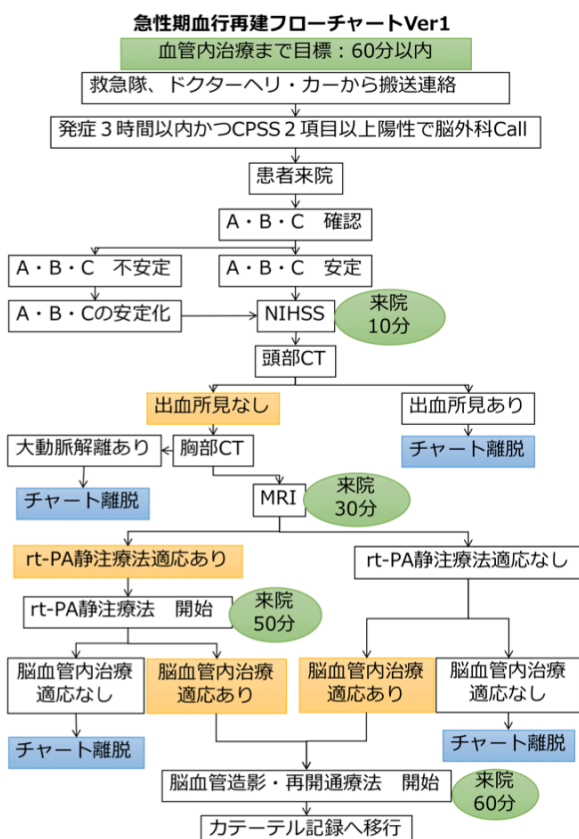 急性期血行再建フローチャートVer1
血管内治療まで目標：60分以内
救急隊、ドクターヘリ・カーから搬送連絡
発症３時間以内かつCPSS２項目以上陽性で脳外科Call
患者来院
A・B・C　確認
A・B・C　不安定
A・B・C　安定
A・B・Cの安定化
NIHSS
来院
10分
頭部CT
出血所見なし
出血所見あり
大動脈解離あり
胸部CT
チャート離脱
チャート離脱
MRI
来院
30分
rt-PA静注療法適応あり
rt-PA静注療法適応なし
rt-PA静注療法　開始
来院
50分
脳血管内治療
適応なし
脳血管内治療
適応あり
脳血管内治療
適応あり
脳血管内治療
適応なし
チャート離脱
チャート離脱
脳血管造影・再開通療法　開始
来院
60分
カテーテル記録へ移行